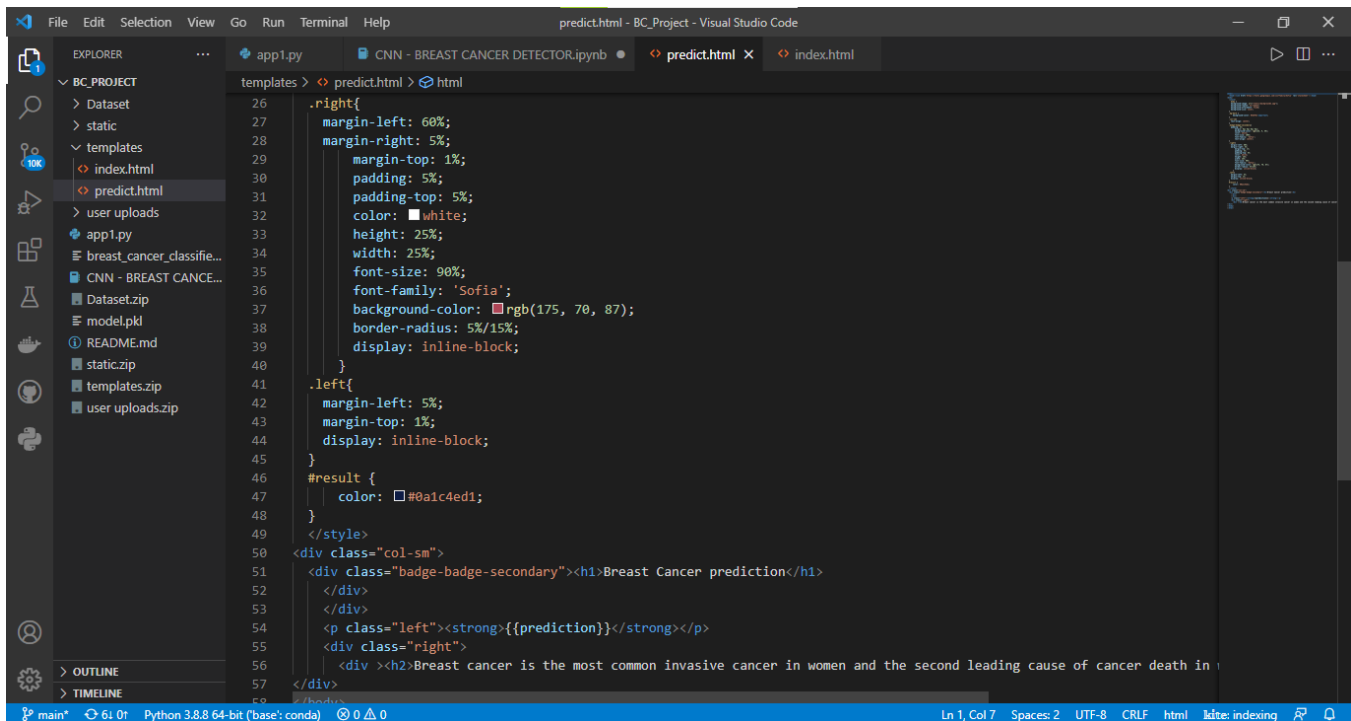 File Edit Selection View Go Run Terminal Help predict.html - BC_Project - Visual Studio Code
EXPLORER
app1.py CNN - BREAST CANCER DETECTOR.ipynb predict.html index.html
BC_PROJECT
Dataset
static
templates
index.html
predict.html
user uploads
app1.py
breast_cancer_classifie...
CNN - BREAST CANCE...
Dataset.zip
model.pkl
README.md
static.zip
templates.zip
user uploads.zip
OUTLINE
TIMELINE
1
10K
templates > predict.html > html
26 .right{
27 margin-left: 60%;
28 margin-right: 5%;
29 margin-top: 1%;
30 padding: 5%;
31 padding-top: 5%;
32 color: white;
33 height: 25%;
34 width: 25%;
35 font-size: 90%;
36 font-family: 'Sofia';
37 background-color: rgb(175, 70, 87);
38 border-radius: 5%/15%;
39 display: inline-block;
40 }
41 .left{
42 margin-left: 5%;
43 margin-top: 1%;
44 display: inline-block;
45 }
46 #result {
47 color: #0a1c4ed1;
48 }
49 </style>
50 <div class="col-sm">
51 <div class="badge-badge-secondary"><h1>Breast Cancer prediction</h1>
52 </div>
53 </div>
54 <p class="left"><strong>{{prediction}}</strong></p>
55 <div class="right">
56 <div ><h2>Breast cancer is the most common invasive cancer in women and the second leading cause of cancer death in
57 </div>
58 </body>
main* 6↓ 0↑ Python 3.8.8 64-bit ('base': conda) 0 0 Ln 1, Col 7 Spaces: 2 UTF-8 CRLF html kite: indexing